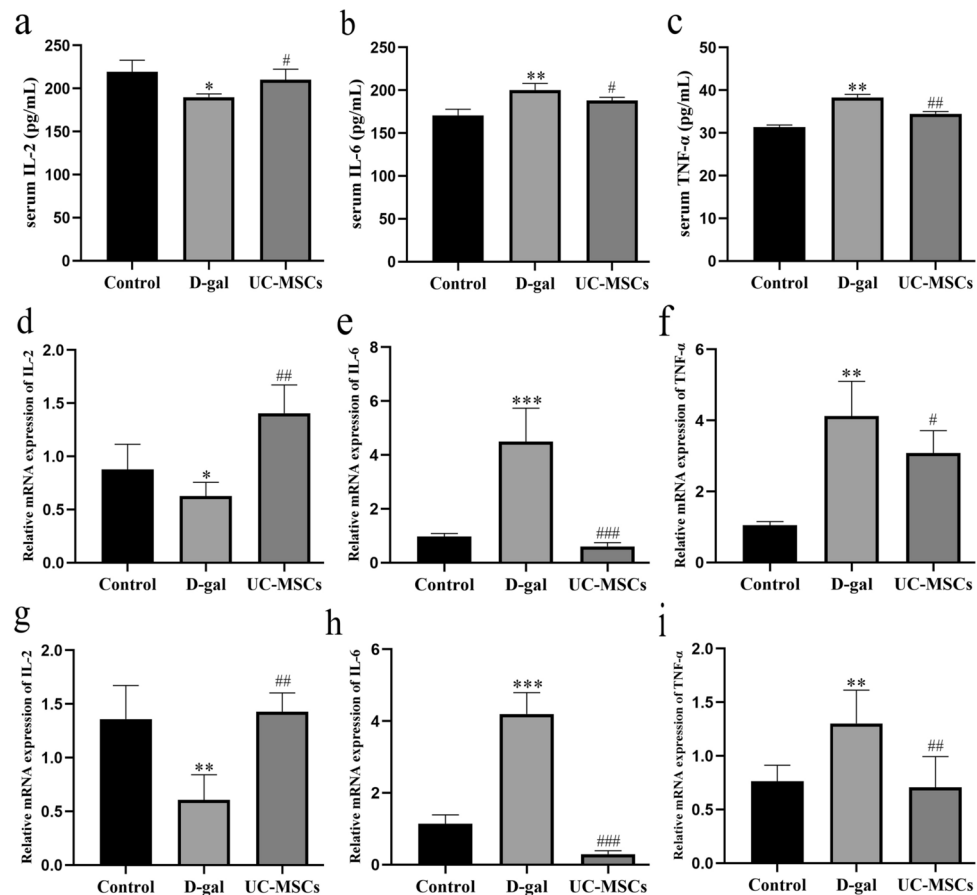 a
serum IL-2 (pg/mL)
250
200
150
100
50
0
*
#
Control D-gal UC-MSCs
b
serum IL-6 (pg/mL)
250
200
150
100
50
0
**
#
Control D-gal UC-MSCs
c
serum TNF-α (pg/mL)
50
40
30
20
10
0
**
##
Control D-gal UC-MSCs
d
Relative mRNA expression of IL-2
2.0
1.5
1.0
0.5
0.0
*
##
Control D-gal UC-MSCs
e
Relative mRNA expression of IL-6
8
6
4
2
0
***
###
Control D-gal UC-MSCs
f
Relative mRNA expression of TNF-α
6
4
2
0
**
#
Control D-gal UC-MSCs
g
Relative mRNA expression of IL-2
2.0
1.5
1.0
0.5
0.0
**
##
Control D-gal UC-MSCs
h
Relative mRNA expression of IL-6
6
4
2
0
***
###
Control D-gal UC-MSCs
i
Relative mRNA expression of TNF-α
2.0
1.5
1.0
0.5
0.0
**
##
Control D-gal UC-MSCs